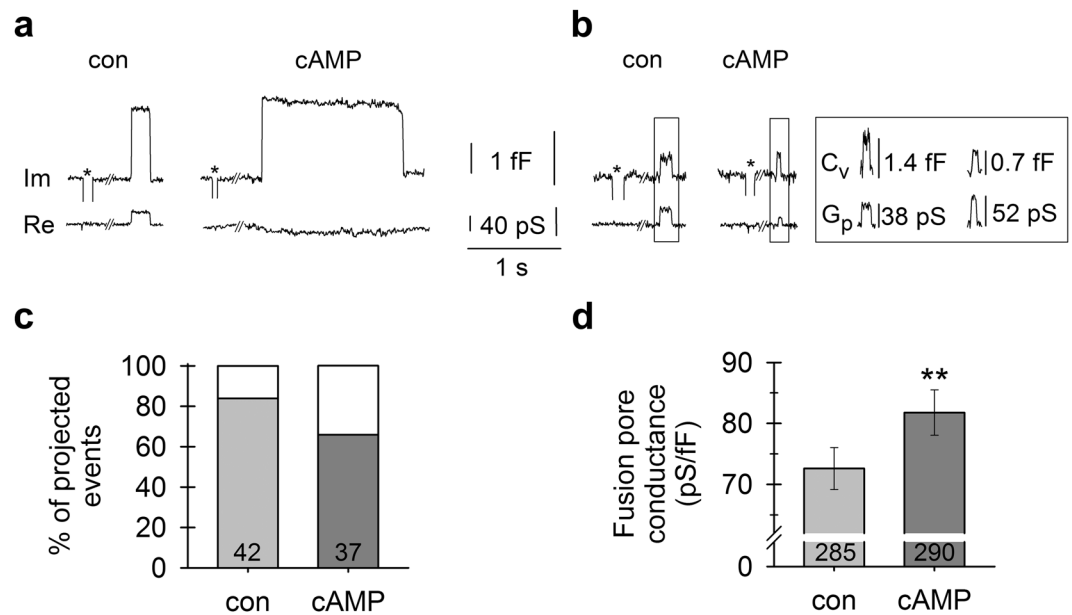 a
con
cAMP
Im
*
*
1 fF
Re
40 pS
1 s
b
con
cAMP
*
*
Cv
1.4 fF
0.7 fF
Gp
38 pS
52 pS
c
% of projected
events
100
80
60
40
20
0
42
37
con
cAMP
d
Fusion pore
conductance
(pS/fF)
90
80
70
0
**
285
290
con
cAMP